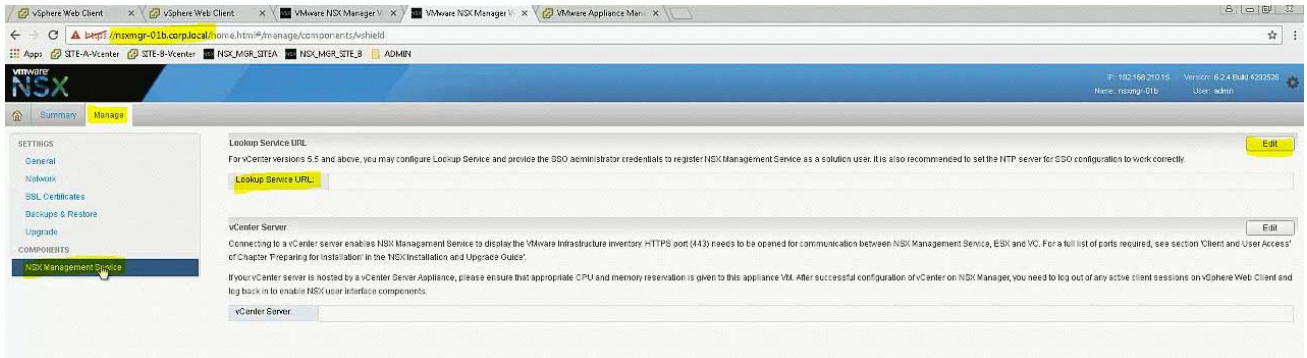 vSphere Web Client
vSphere Web Client
VMware NSX Manager V
VMware NSX Manager V
VMware Appliance Man
https://nsxmgr-01b.corp.local/home.html#/manage/components/vshield
Apps SITE-A-Vcenter SITE-B-Vcenter NSX_MGR_SITEA NSX_MGR_SITE_B ADMIN
vmware
NSX
IP: 192.168.210.15 Version: 6.2.4 Build 4292526
Name: nsxmgr-01b User: admin
Summary Manage
SETTINGS
General
Network
SSL Certificates
Backups & Restore
Upgrade
COMPONENTS
NSX Management Service
Lookup Service URL
Edit
For vCenter versions 5.5 and above, you may configure Lookup Service and provide the SSO administrator credentials to register NSX Management Service as a solution user. It is also recommended to set the NTP server for SSO configuration to work correctly.
Lookup Service URL:
vCenter Server
Edit
Connecting to a vCenter server enables NSX Management Service to display the VMware Infrastructure inventory. HTTPS port (443) needs to be opened for communication between NSX Management Service, ESX and VC. For a full list of ports required, see section 'Client and User Access'
of Chapter 'Preparing for Installation' in the 'NSX Installation and Upgrade Guide'.
If your vCenter server is hosted by a vCenter Server Appliance, please ensure that appropriate CPU and memory reservation is given to this appliance VM. After successful configuration of vCenter on NSX Manager, you need to log out of any active client sessions on vSphere Web Client and
log back in to enable NSX user interface components.
vCenter Server: